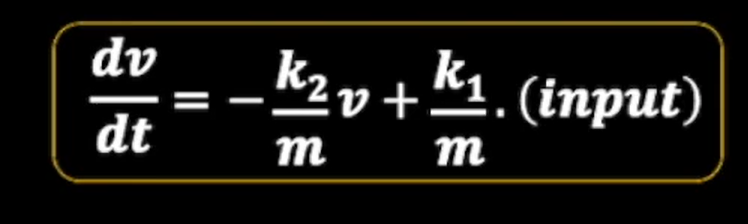 dv/dt = − k₂/m v + k₁/m . (input)